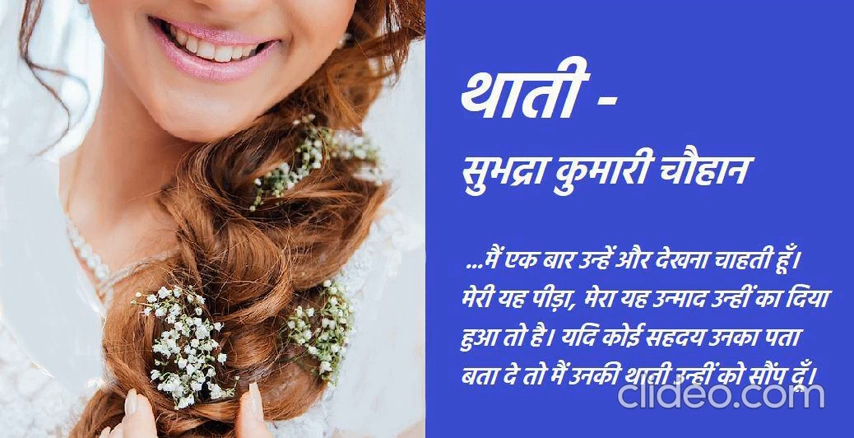 थाती -
सुभद्रा कुमारी चौहान
...मैं एक बार उन्हें और देखना चाहती हूँ।
मेरी यह पीड़ा, मेरा यह उन्माद उन्हीं का दिया
हुआ तो है। यदि कोई सहृदय उनका पता
बता दे तो मैं उनकी थाती उन्हीं को सौंप दूँ।
clideo.com